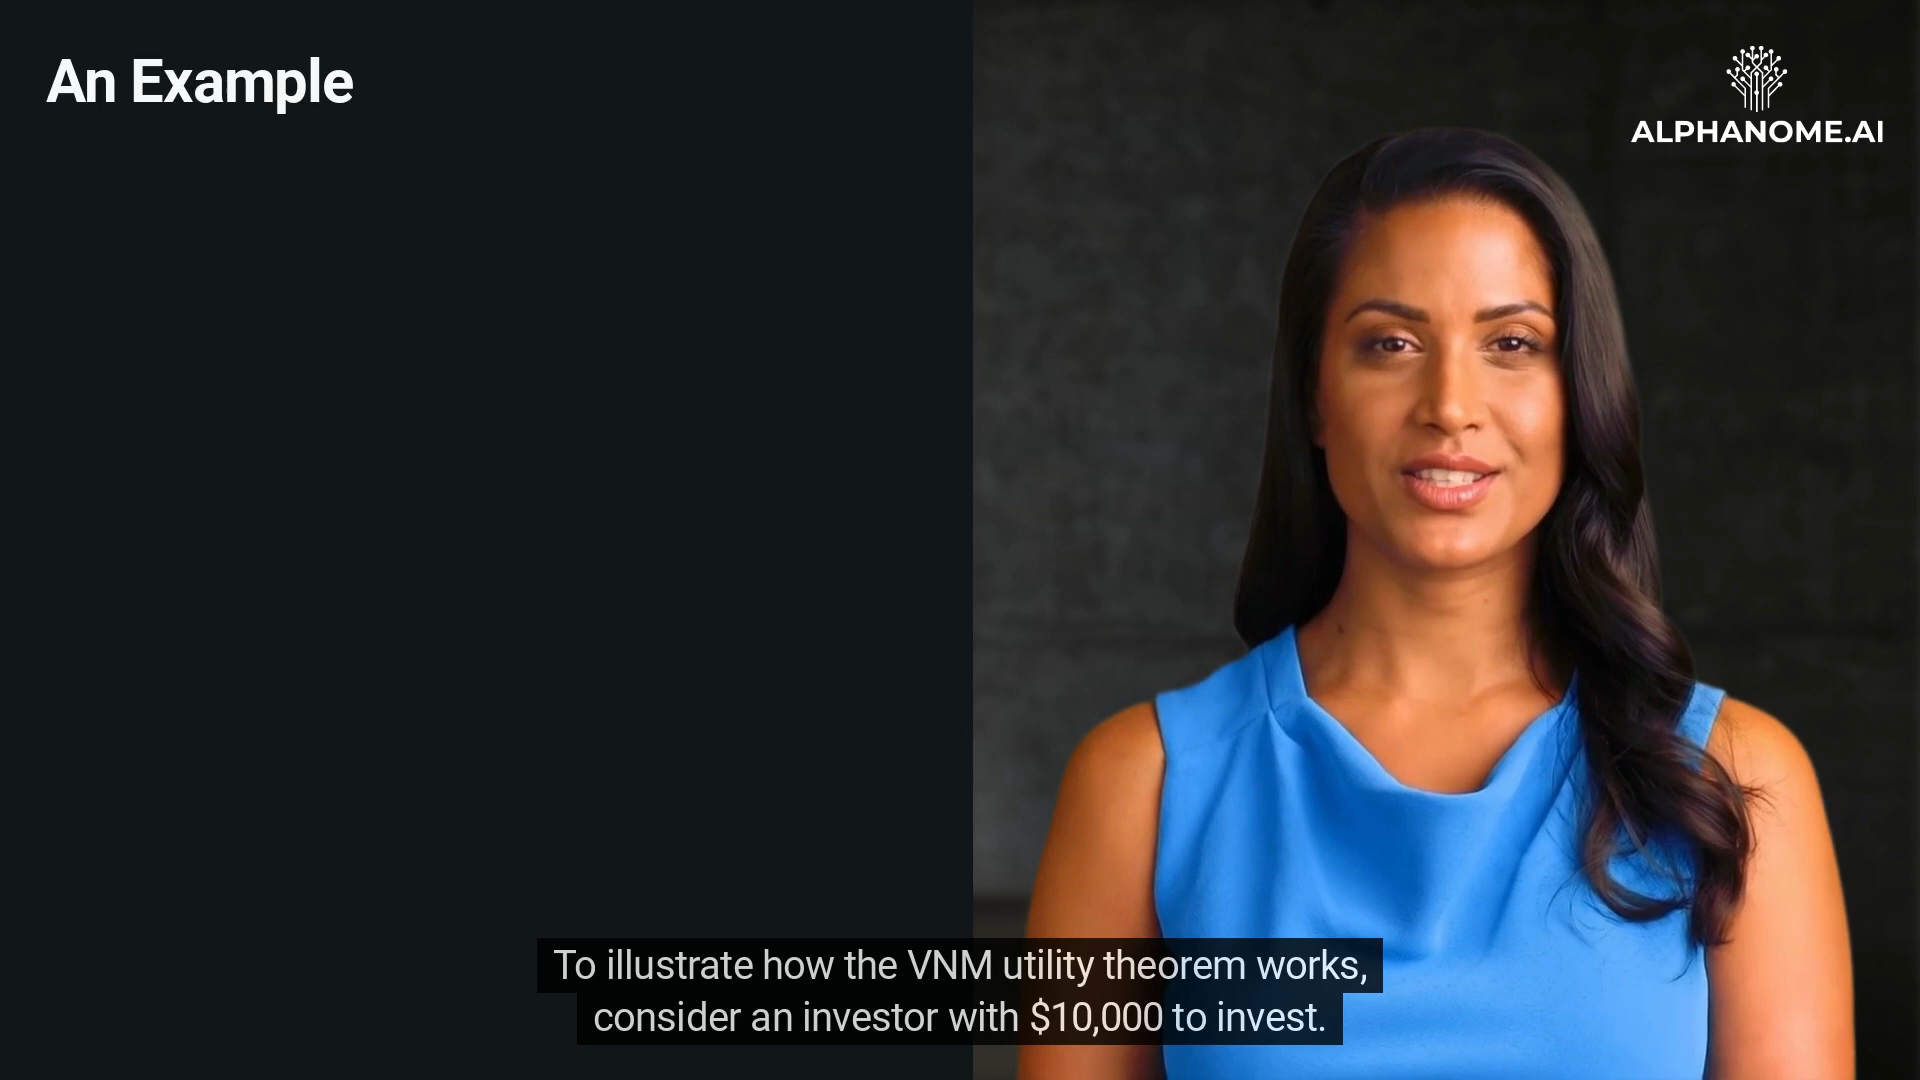 An Example
ALPHANOME.AI
To illustrate how the VNM utility theorem works,
consider an investor with $10,000 to invest.